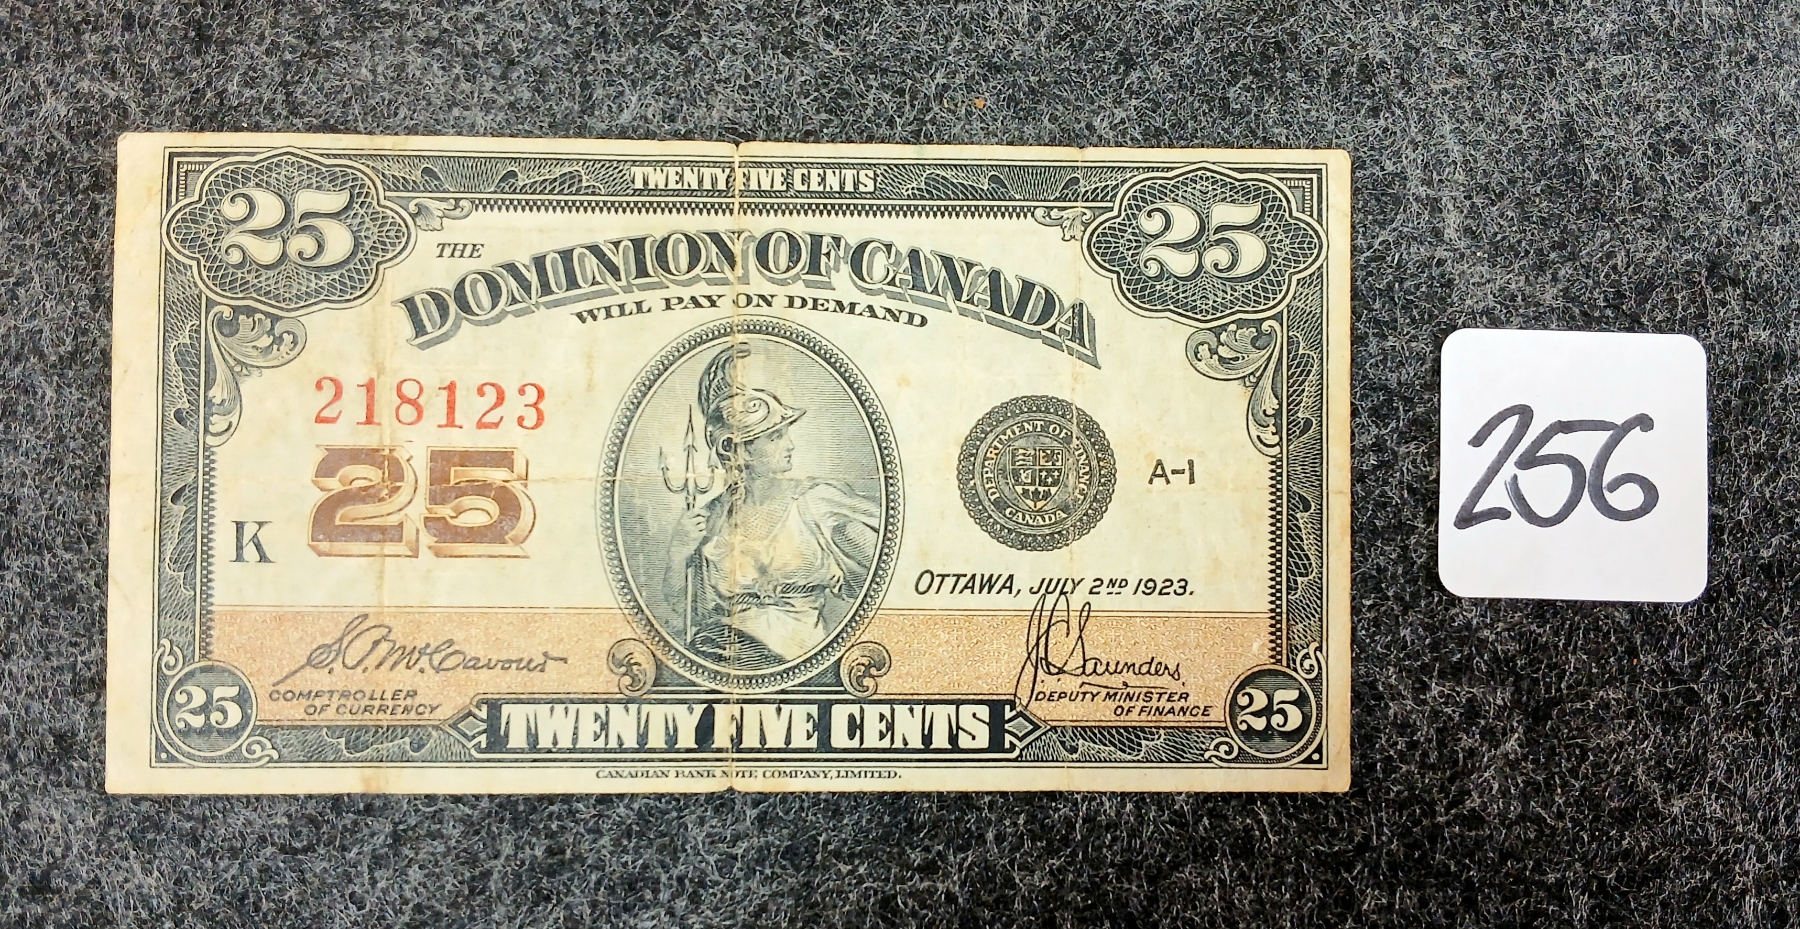 TWENTY FIVE CENTS
25
25
THE
DOMINION OF CANADA
WILL PAY ON DEMAND
218123
25
K
DEPARTMENT OF FINANCE
CANADA
A-1
OTTAWA, JULY 2ND 1923.
S.P. McCavour
COMPTROLLER
OF CURRENCY
J.C. Saunders.
DEPUTY MINISTER
OF FINANCE
25
TWENTY FIVE CENTS
25
CANADIAN BANK NOTE COMPANY, LIMITED.
256